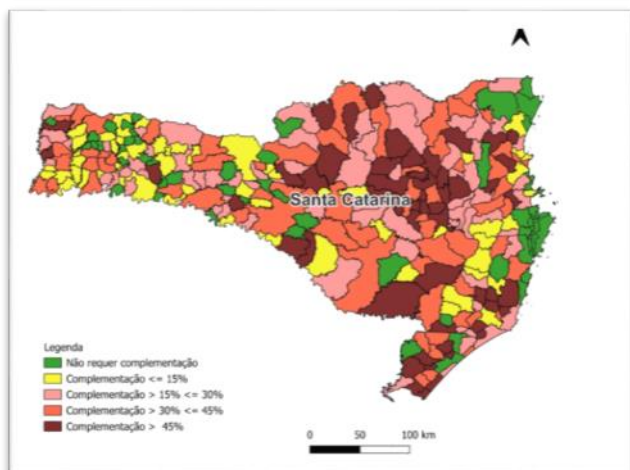 Santa Catarina
Legenda
Não requer complementação
Complementação <= 15%
Complementação > 15% <= 30%
Complementação > 30% <= 45%
Complementação > 45%
0 50 100 km